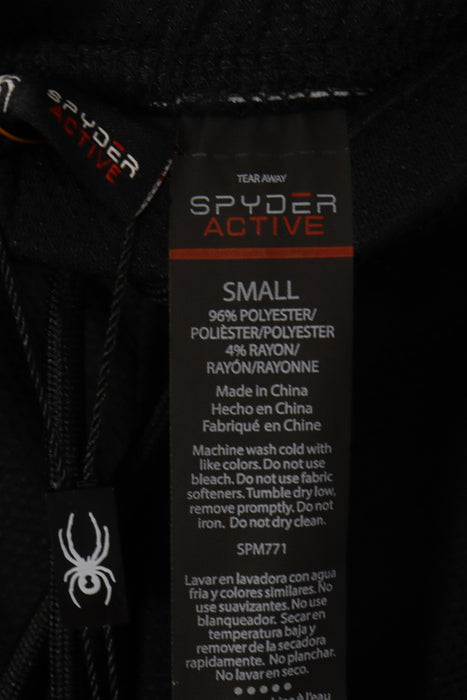 SPYDER
ACTIVE
TEAR AWAY
SPYDER
ACTIVE
SMALL
96% POLYESTER/
POLIÈSTER/POLYESTER
4% RAYON/
RAYÓN/RAYONNE
Made in China
Hecho en China
Fabriqué en Chine
Machine wash cold with
like colors. Do not use
bleach. Do not use fabric
softeners. Tumble dry low,
remove promptly. Do not
iron. Do not dry clean.
SPM771
Lavar en lavadora con agua
fria y colores similares. No
use suavizantes. No use
blanqueador. Secar en
temperatura baja y
remover de la secadora
rapidamente. No planchar.
No lavar en seco.
à l'eau